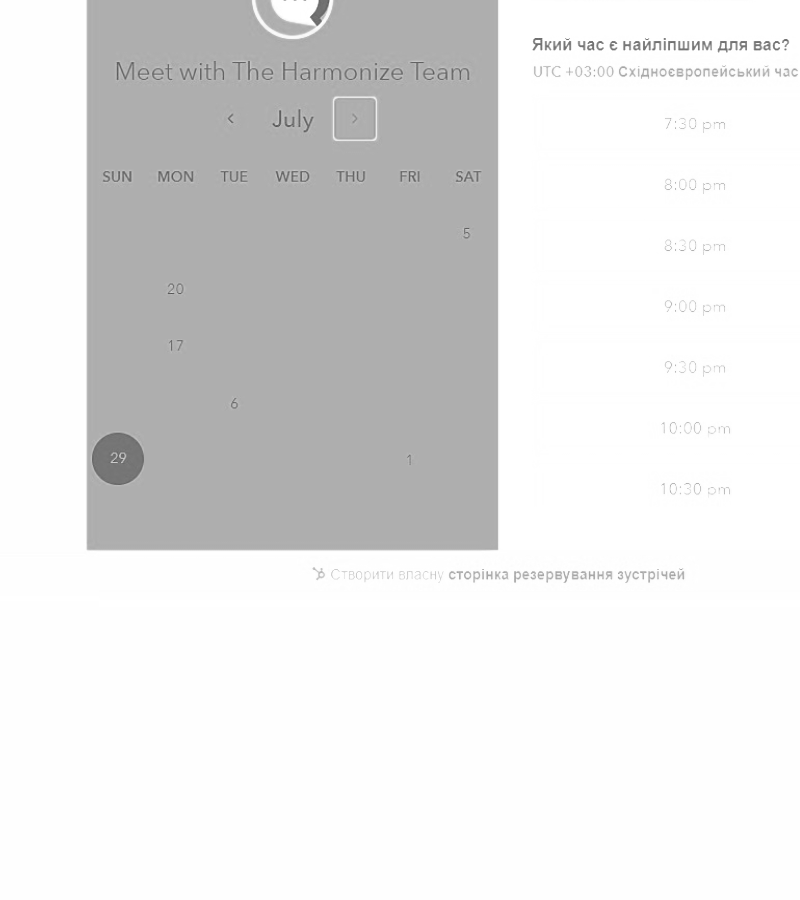 Meet with The Harmonize Team
July
SUN MON TUE WED THU FRI SAT
5
20
17
6
29 1
Який час є найліпшим для вас?
UTC +03:00 Східноєвропейський час
7:30 pm
8:00 pm
8:30 pm
9:00 pm
9:30 pm
10:00 pm
10:30 pm
Створити власну сторінка резервування зустрічей